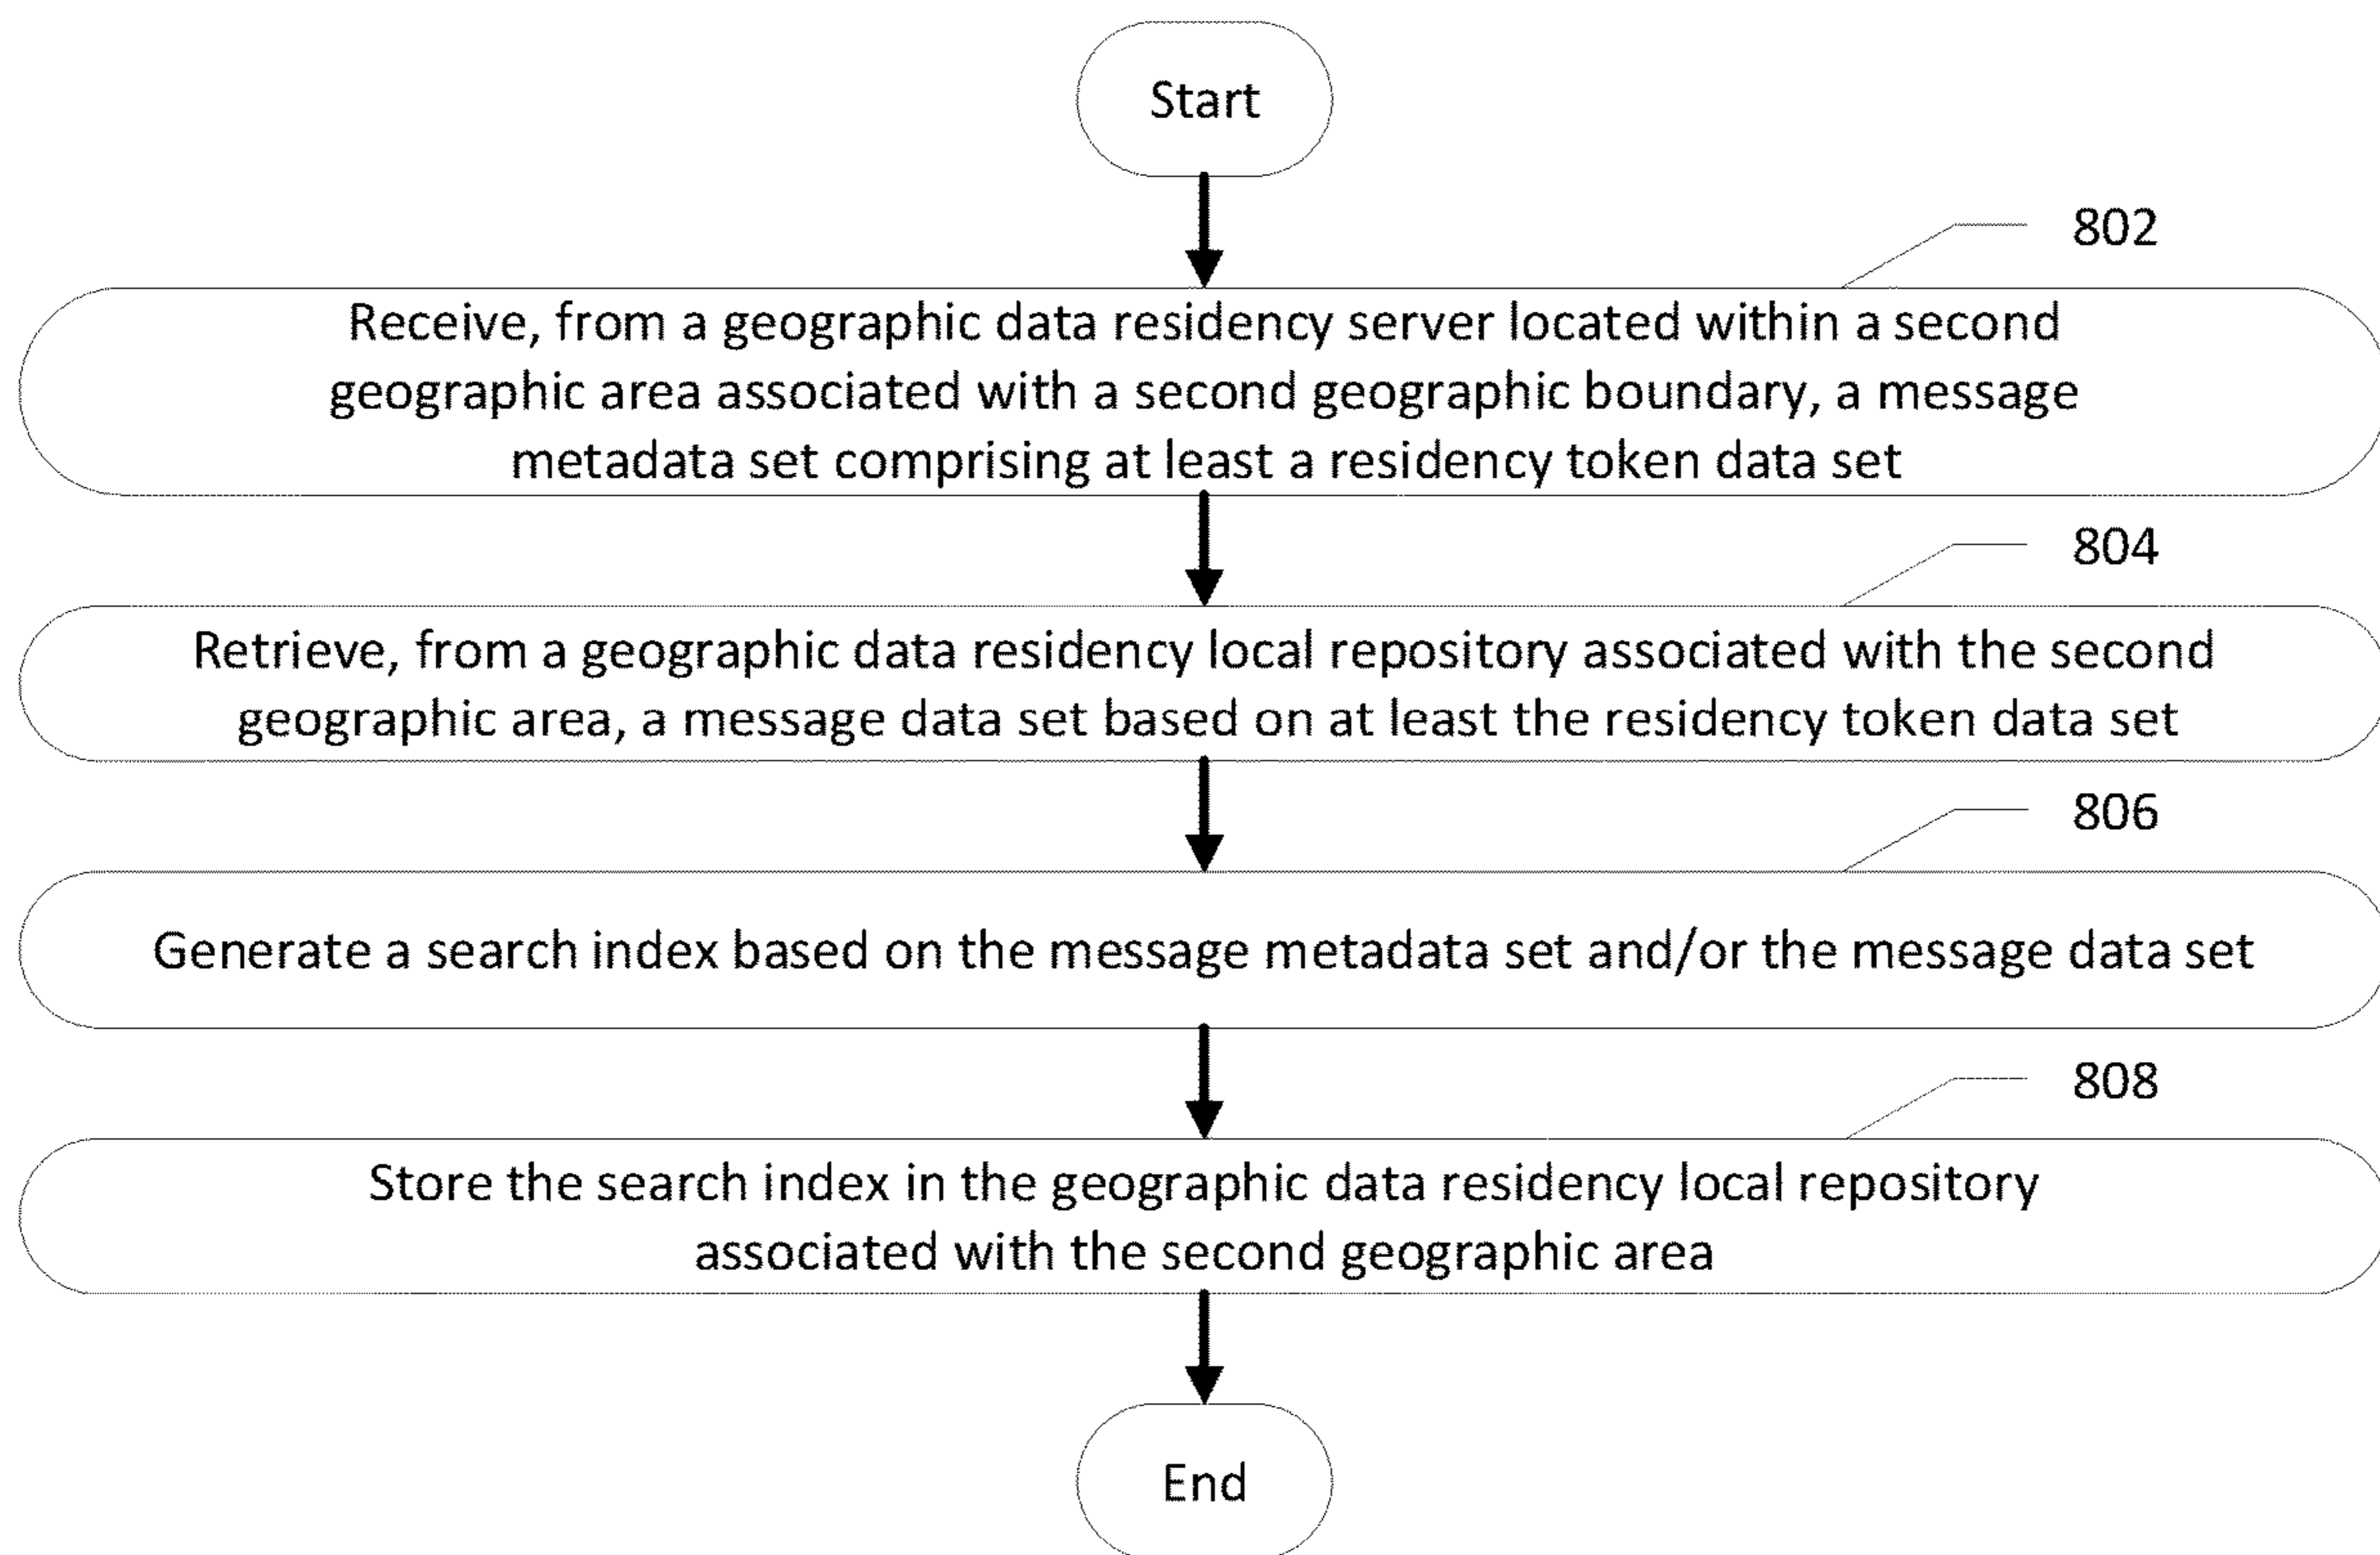 Start
802
Receive, from a geographic data residency server located within a second
geographic area associated with a second geographic boundary, a message
metadata set comprising at least a residency token data set
804
Retrieve, from a geographic data residency local repository associated with the second
geographic area, a message data set based on at least the residency token data set
806
Generate a search index based on the message metadata set and/or the message data set
808
Store the search index in the geographic data residency local repository
associated with the second geographic area
End